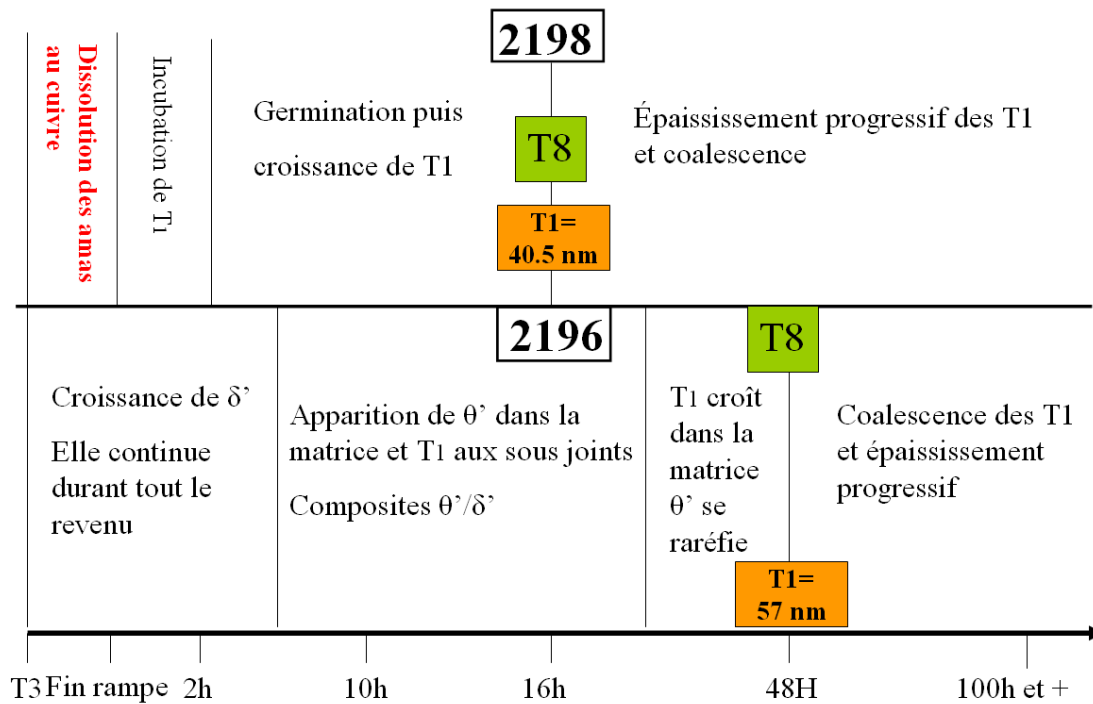 2198
Dissolution des amas
au cuivre
Incubation de T1
Germination puis
croissance de T1
T8
T1=
40.5 nm
Épaississement progressif des T1
et coalescence
2196
T8
Croissance de δ’
Elle continue
durant tout le
revenu
Apparition de θ’ dans la
matrice et T1 aux sous joints
Composites θ’/δ’
T1 croît
dans la
matrice
θ’ se
raréfie
Coalescence des T1
et épaississement
progressif
T1=
57 nm
T3 Fin rampe 2h 10h 16h 48H 100h et +